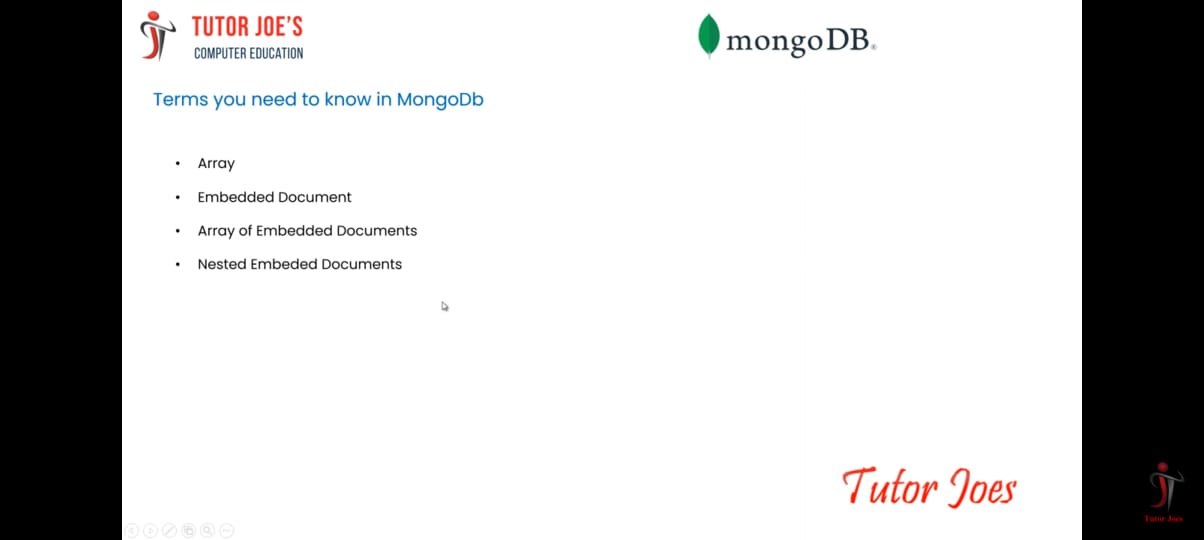 TUTOR JOE'S
COMPUTER EDUCATION
mongoDB®
Terms you need to know in MongoDb
• Array
• Embedded Document
• Array of Embedded Documents
• Nested Embeded Documents
Tutor Joes
Tutor Joes